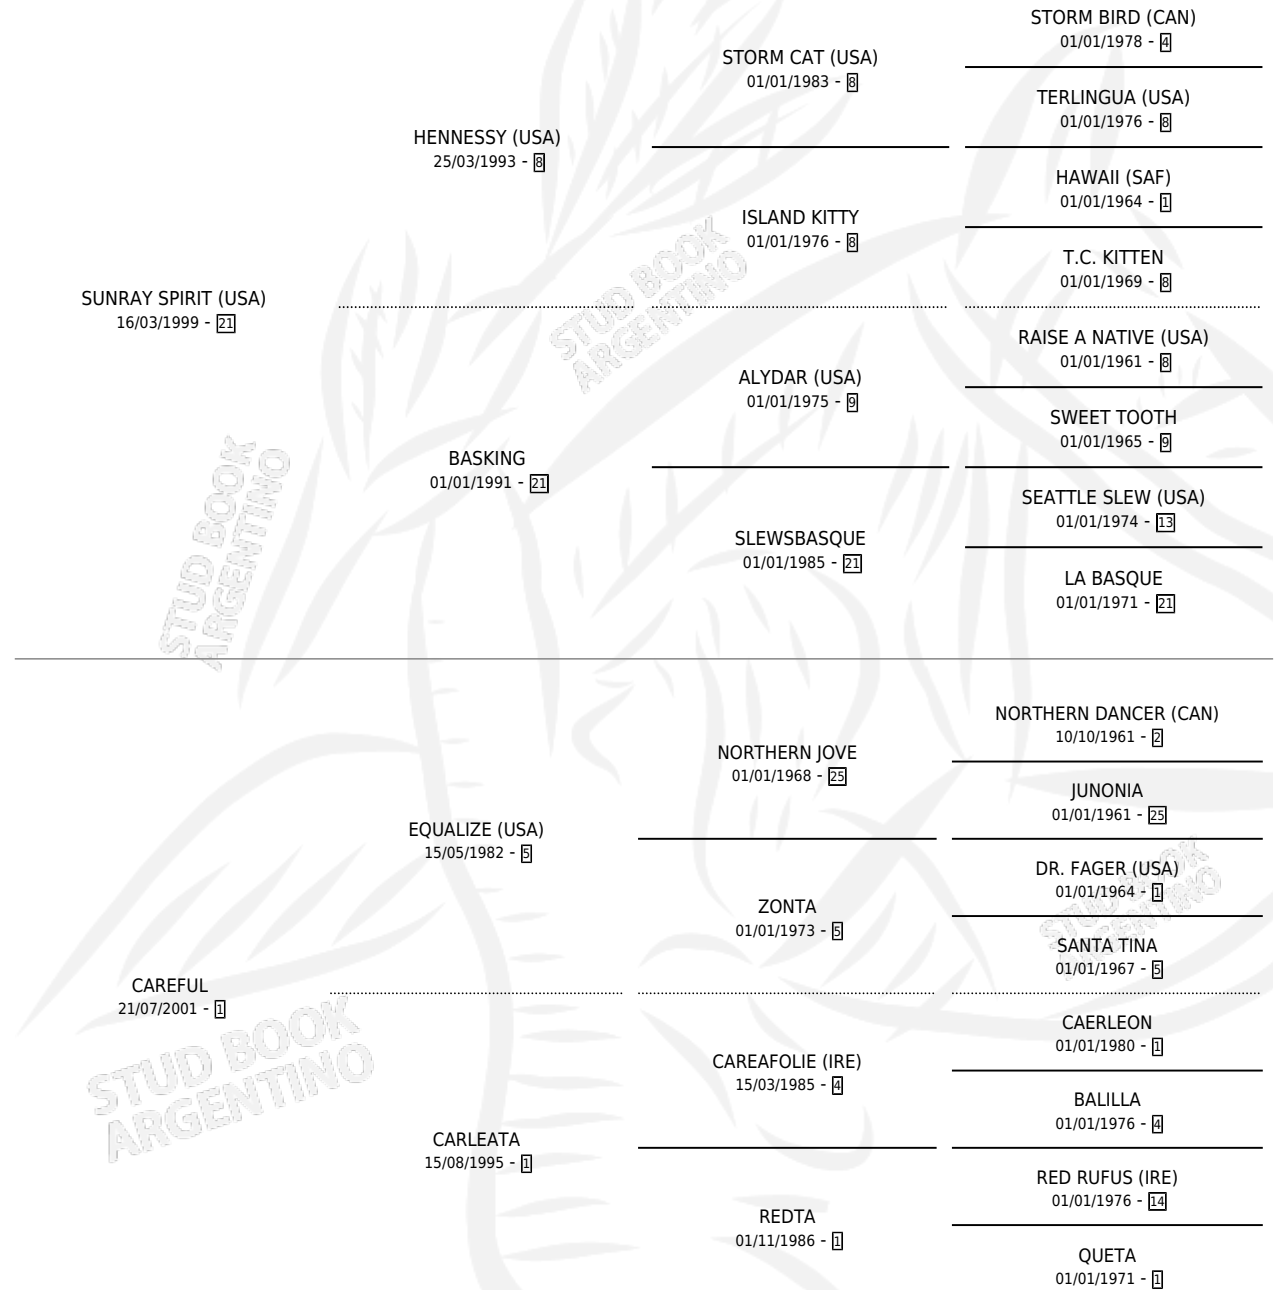 STORM BIRD (CAN)
01/01/1978 - 4
STORM CAT (USA)
01/01/1983 - 8
TERLINGUA (USA)
01/01/1976 - 8
HENNESSY (USA)
25/03/1993 - 8
HAWAII (SAF)
01/01/1964 - 1
ISLAND KITTY
01/01/1976 - 8
T.C. KITTEN
01/01/1969 - 8
SUNRAY SPIRIT (USA)
16/03/1999 - 21
RAISE A NATIVE (USA)
01/01/1961 - 8
ALYDAR (USA)
01/01/1975 - 9
SWEET TOOTH
01/01/1965 - 9
BASKING
01/01/1991 - 21
SEATTLE SLEW (USA)
01/01/1974 - 13
SLEWSBASQUE
01/01/1985 - 21
LA BASQUE
01/01/1971 - 21
NORTHERN DANCER (CAN)
10/10/1961 - 2
NORTHERN JOVE
01/01/1968 - 25
JUNONIA
01/01/1961 - 25
EQUALIZE (USA)
15/05/1982 - 5
DR. FAGER (USA)
01/01/1964 - 1
ZONTA
01/01/1973 - 5
SANTA TINA
01/01/1967 - 5
CAREFUL
21/07/2001 - 1
CAERLEON
01/01/1980 - 1
CAREAFOLIE (IRE)
15/03/1985 - 4
BALILLA
01/01/1976 - 4
CARLEATA
15/08/1995 - 1
RED RUFUS (IRE)
01/01/1976 - 14
REDTA
01/11/1986 - 1
QUETA
01/01/1971 - 1
STUD BOOK
ARGENTINO
STUD BOOK
ARGENTINO
STUD BOOK
ARGENTINO
STUD BOOK
ARGENTINO